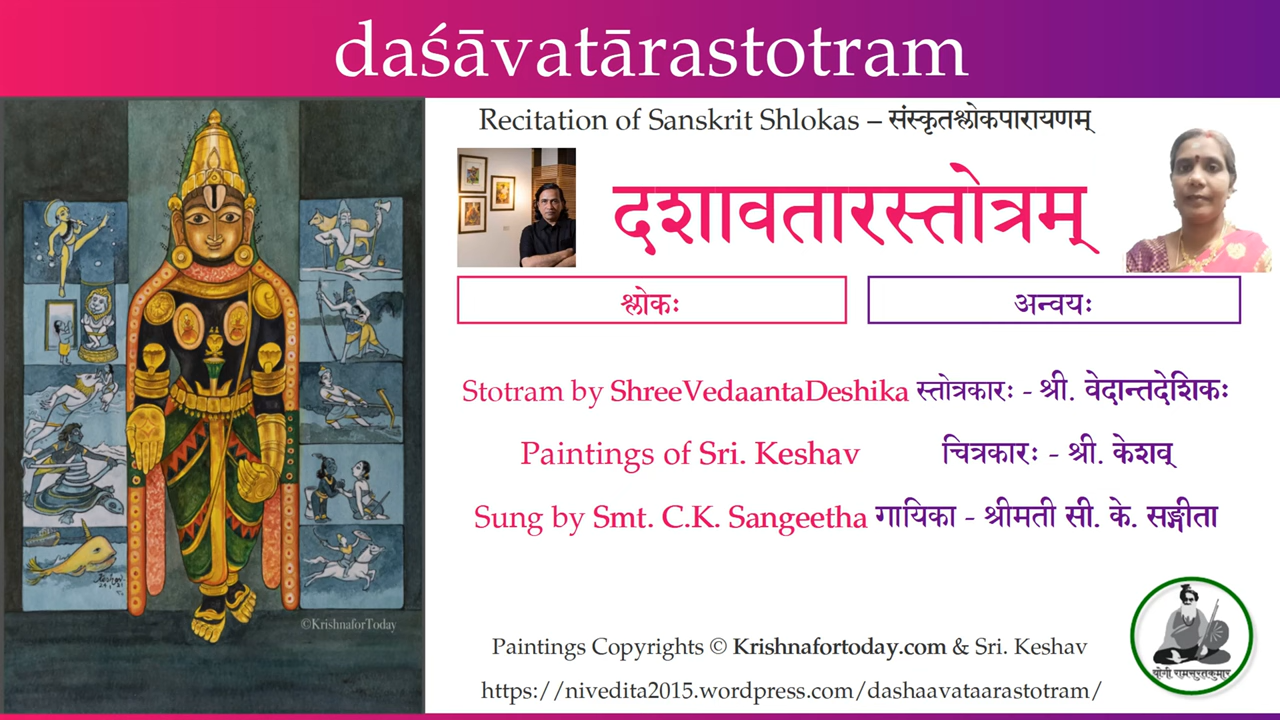 daśāvatārastotram
Recitation of Sanskrit Shlokas – संस्कृतश्लोकपारायणम्
दशावतारस्तोत्रम्
श्लोकः
अन्वयः
Stotram by ShreeVedaantaDeshika स्तोत्रकारः - श्री. वेदान्तदेशिकः
Paintings of Sri. Keshav चित्रकारः - श्री. केशव्
Sung by Smt. C.K. Sangeetha गायिका - श्रीमती सी. के. सङ्गीता
©KrishnaforToday
योगी रामसुरतकुमार
Paintings Copyrights © Krishnafortoday.com & Sri. Keshav
https://nivedita2015.wordpress.com/dashaavataarastotram/